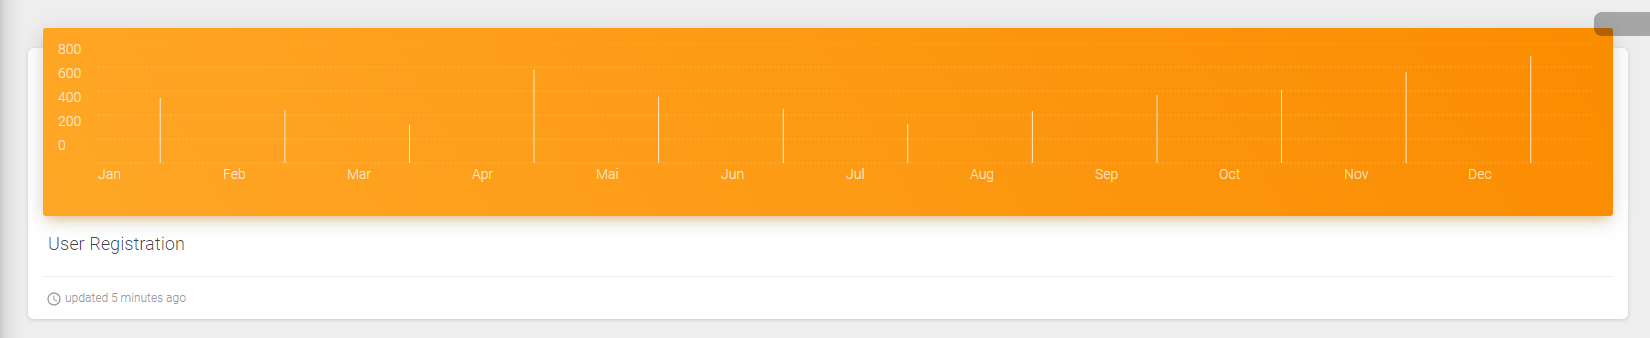 800
600
400
200
0
Jan Feb Mar Apr Mai Jun Jul Aug Sep Oct Nov Dec
User Registration
updated 5 minutes ago